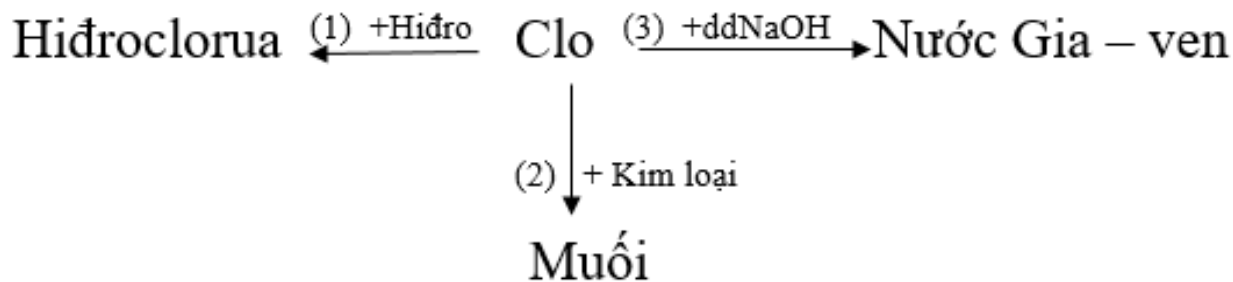 Hiđroclorua (1) +Hiđro Clo (3) +ddNaOH Nước Gia – ven
(2) + Kim loại
Muối